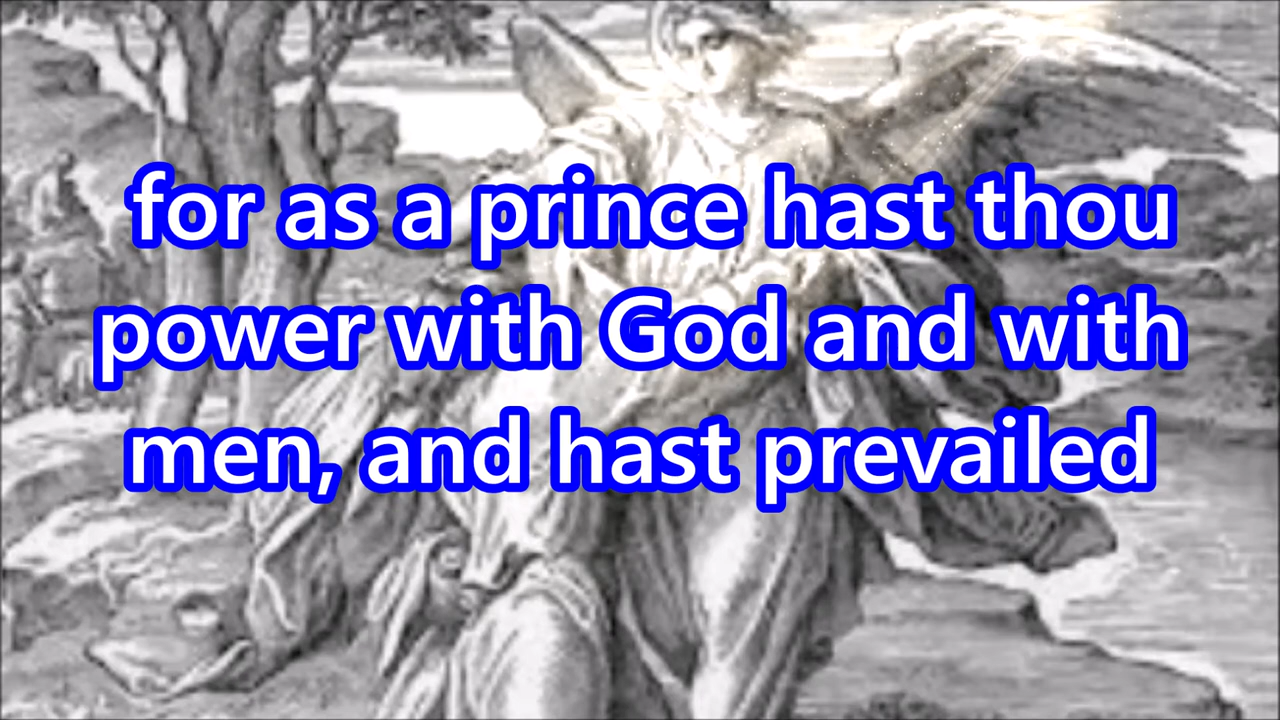 for as a prince hast thou
power with God and with
men, and hast prevailed